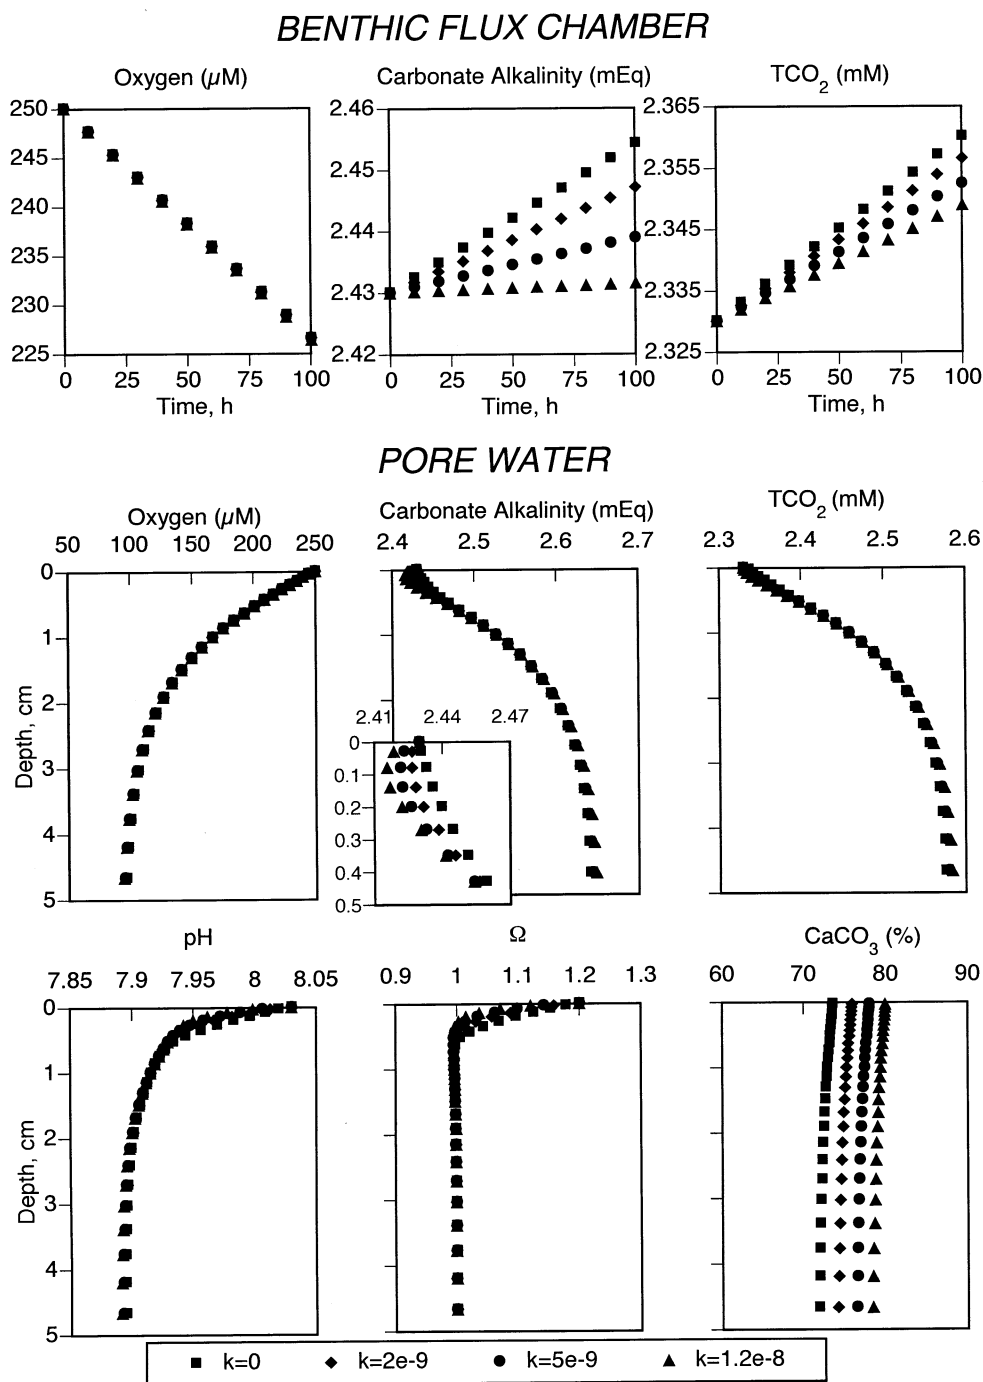 BENTHIC FLUX CHAMBER
Oxygen (µM) Carbonate Alkalinity (mEq) TCO2 (mM)
250 2.46 2.365
245 2.45 2.355
240 2.44 2.345
235 2.43 2.335
230 2.42 2.325
225
0 25 50 75 100 0 25 50 75 100 0 25 50 75 100
Time, h Time, h Time, h
PORE WATER
Oxygen (µM) Carbonate Alkalinity (mEq) TCO2 (mM)
50 100 150 200 250 2.4 2.5 2.6 2.7 2.3 2.4 2.5 2.6
0
1
2
3
4
5
Depth, cm
2.41 2.44 2.47
0
0.1
0.2
0.3
0.4
0.5
pH Ω CaCO3 (%)
7.85 7.9 7.95 8 8.05 0.9 1 1.1 1.2 1.3 60 70 80 90
0
1
2
3
4
5
Depth, cm
k=0 k=2e-9 k=5e-9 k=1.2e-8